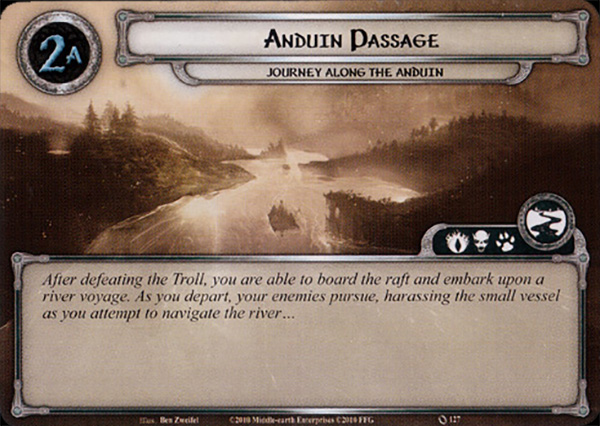 2A
ANDUIN PASSAGE
JOURNEY ALONG THE ANDUIN
After defeating the Troll, you are able to board the raft and embark upon a
river voyage. As you depart, your enemies pursue, harassing the small vessel
as you attempt to navigate the river…
Illus. Ben Zweifel ©2010 Middle-earth Enterprises ©2010 FFG 127